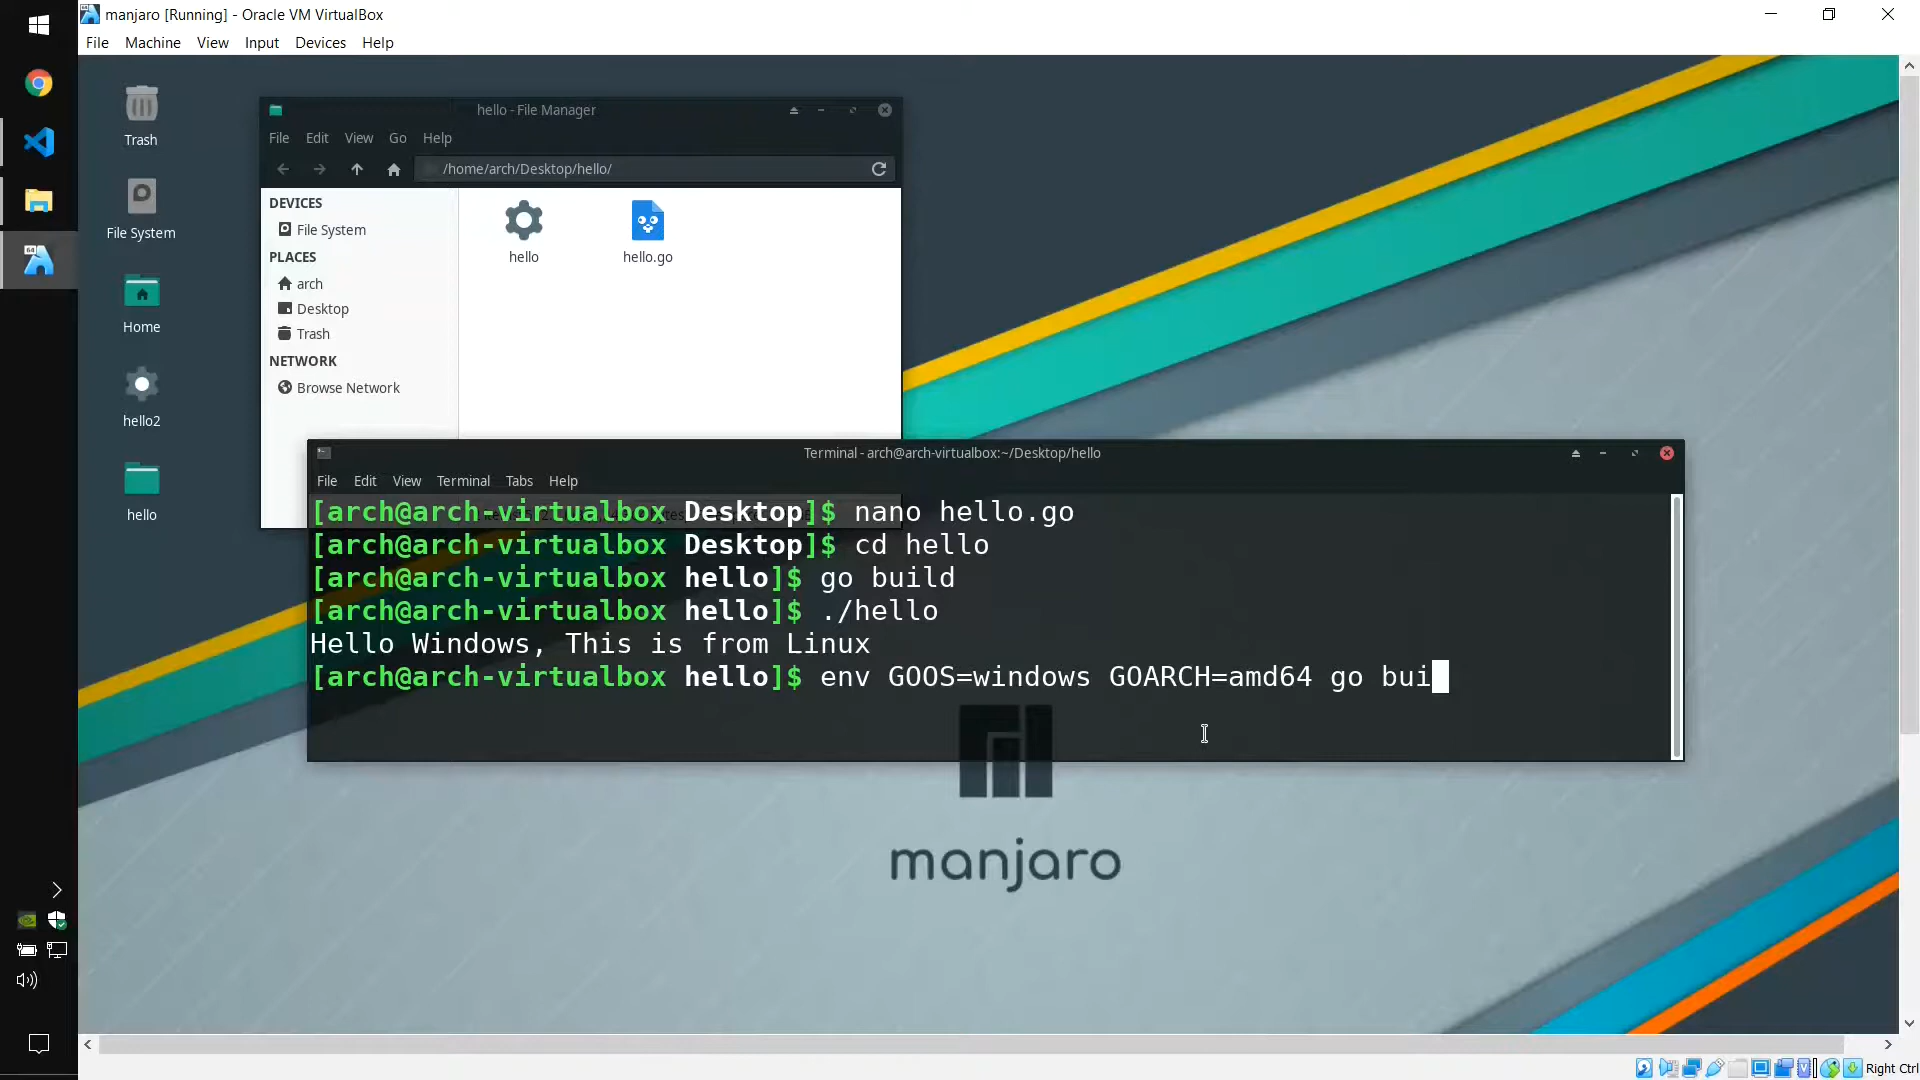 manjaro [Running] - Oracle VM VirtualBox
File Machine View Input Devices Help
Trash
File System
Home
hello2
hello
hello - File Manager
File Edit View Go Help
/home/arch/Desktop/hello/
DEVICES
File System
PLACES
arch
Desktop
Trash
NETWORK
Browse Network
hello
hello.go
Terminal - arch@arch-virtualbox:~/Desktop/hello
File Edit View Terminal Tabs Help
[arch@arch-virtualbox Desktop]$ nano hello.go
[arch@arch-virtualbox Desktop]$ cd hello
[arch@arch-virtualbox hello]$ go build
[arch@arch-virtualbox hello]$ ./hello
Hello Windows, This is from Linux
[arch@arch-virtualbox hello]$ env GOOS=windows GOARCH=amd64 go bui
manjaro
Right Ctrl